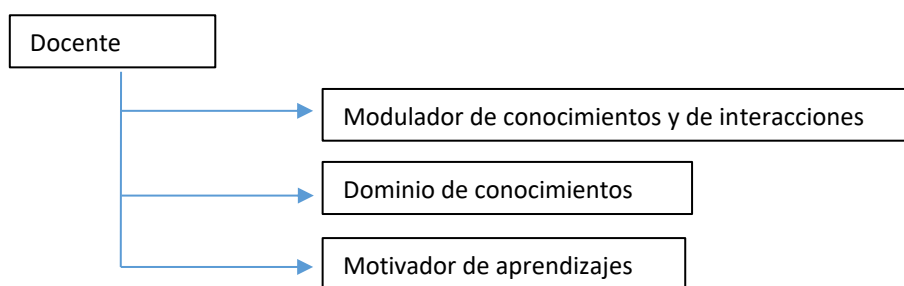 Docente
Modulador de conocimientos y de interacciones
Dominio de conocimientos
Motivador de aprendizajes